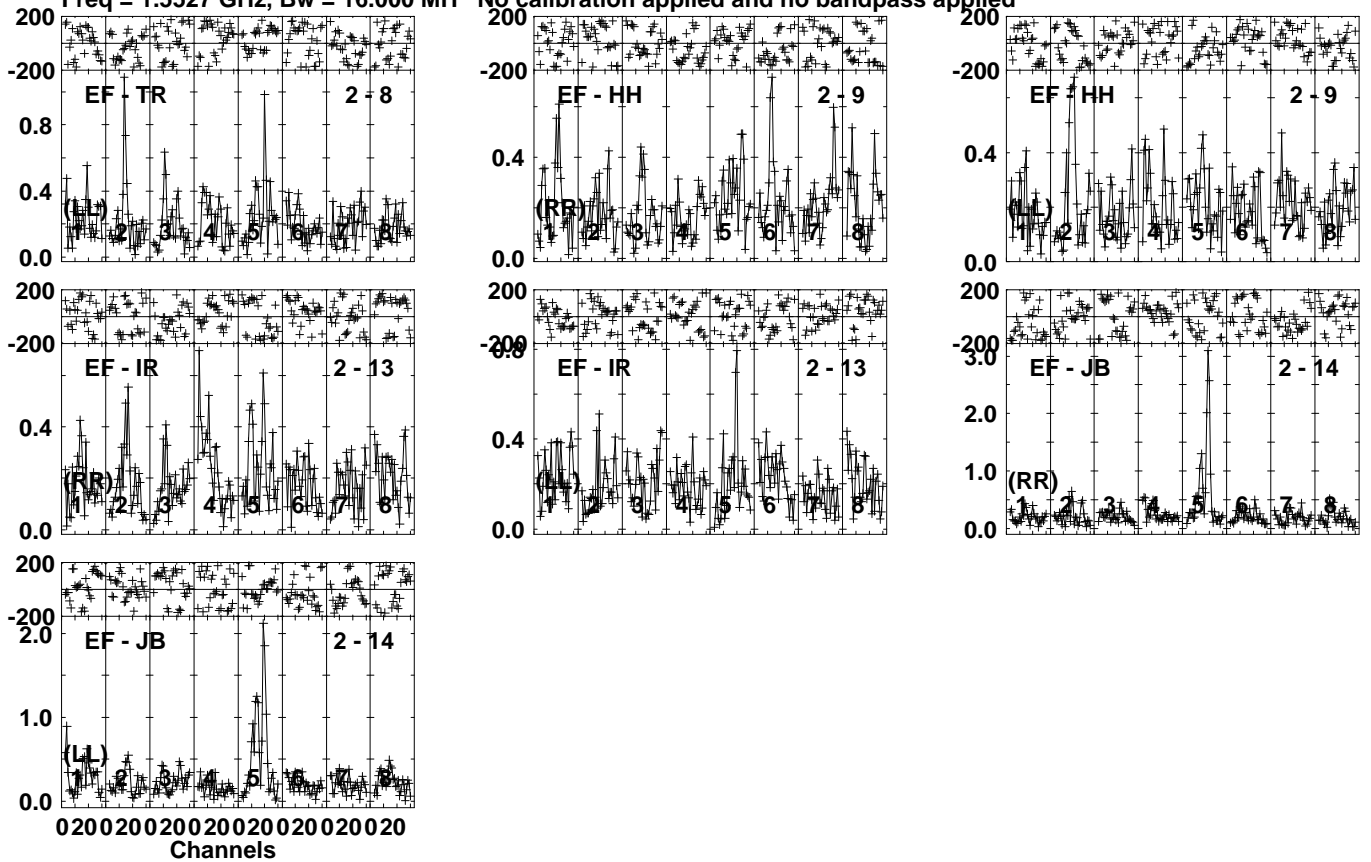 Freq = 1.5527 GHz, Bw = 16.000 MH No calibration applied and no bandpass applied
200
-200
EF - TR 2 - 8
0.8
0.4
0.0
(LL)
1 2 3 4 5 6 7 8
200
-200
EF - HH 2 - 9
0.4
0.0
(RR)
1 2 3 4 5 6 7 8
200
-200
EF - HH 2 - 9
0.4
0.0
(LL)
1 2 3 4 5 6 7 8
200
-200
EF - IR 2 - 13
0.4
0.0
(RR)
1 2 3 4 5 6 7 8
200
-200
0.8
EF - IR 2 - 13
0.4
0.0
(LL)
1 2 3 4 5 6 7 8
200
-200
3.0
EF - JB 2 - 14
2.0
1.0
0.0
(RR)
1 2 3 4 5 6 7 8
200
-200
2.0
EF - JB 2 - 14
1.0
0.0
(LL)
1 2 3 4 5 6 7 8
0 20 0 20 0 20 0 20 0 20 0 20 0 20 0 20
Channels